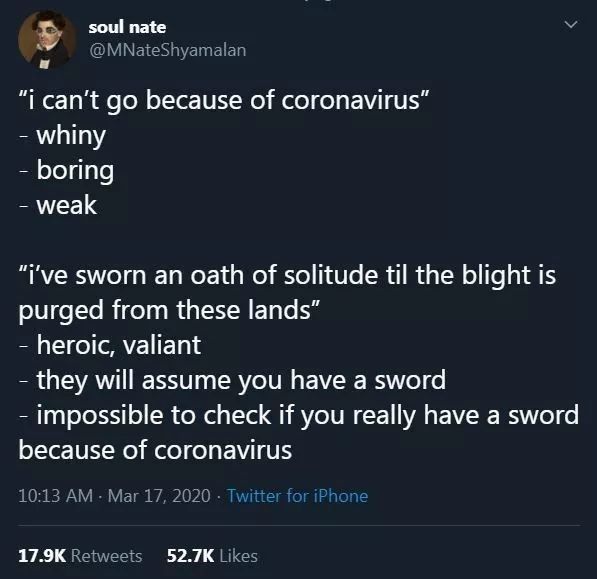 soul nate
@MNateShyamalan
“i can’t go because of coronavirus”
- whiny
- boring
- weak
“i’ve sworn an oath of solitude til the blight is
purged from these lands”
- heroic, valiant
- they will assume you have a sword
- impossible to check if you really have a sword
because of coronavirus
10:13 AM · Mar 17, 2020 · Twitter for iPhone
17.9K Retweets 52.7K Likes